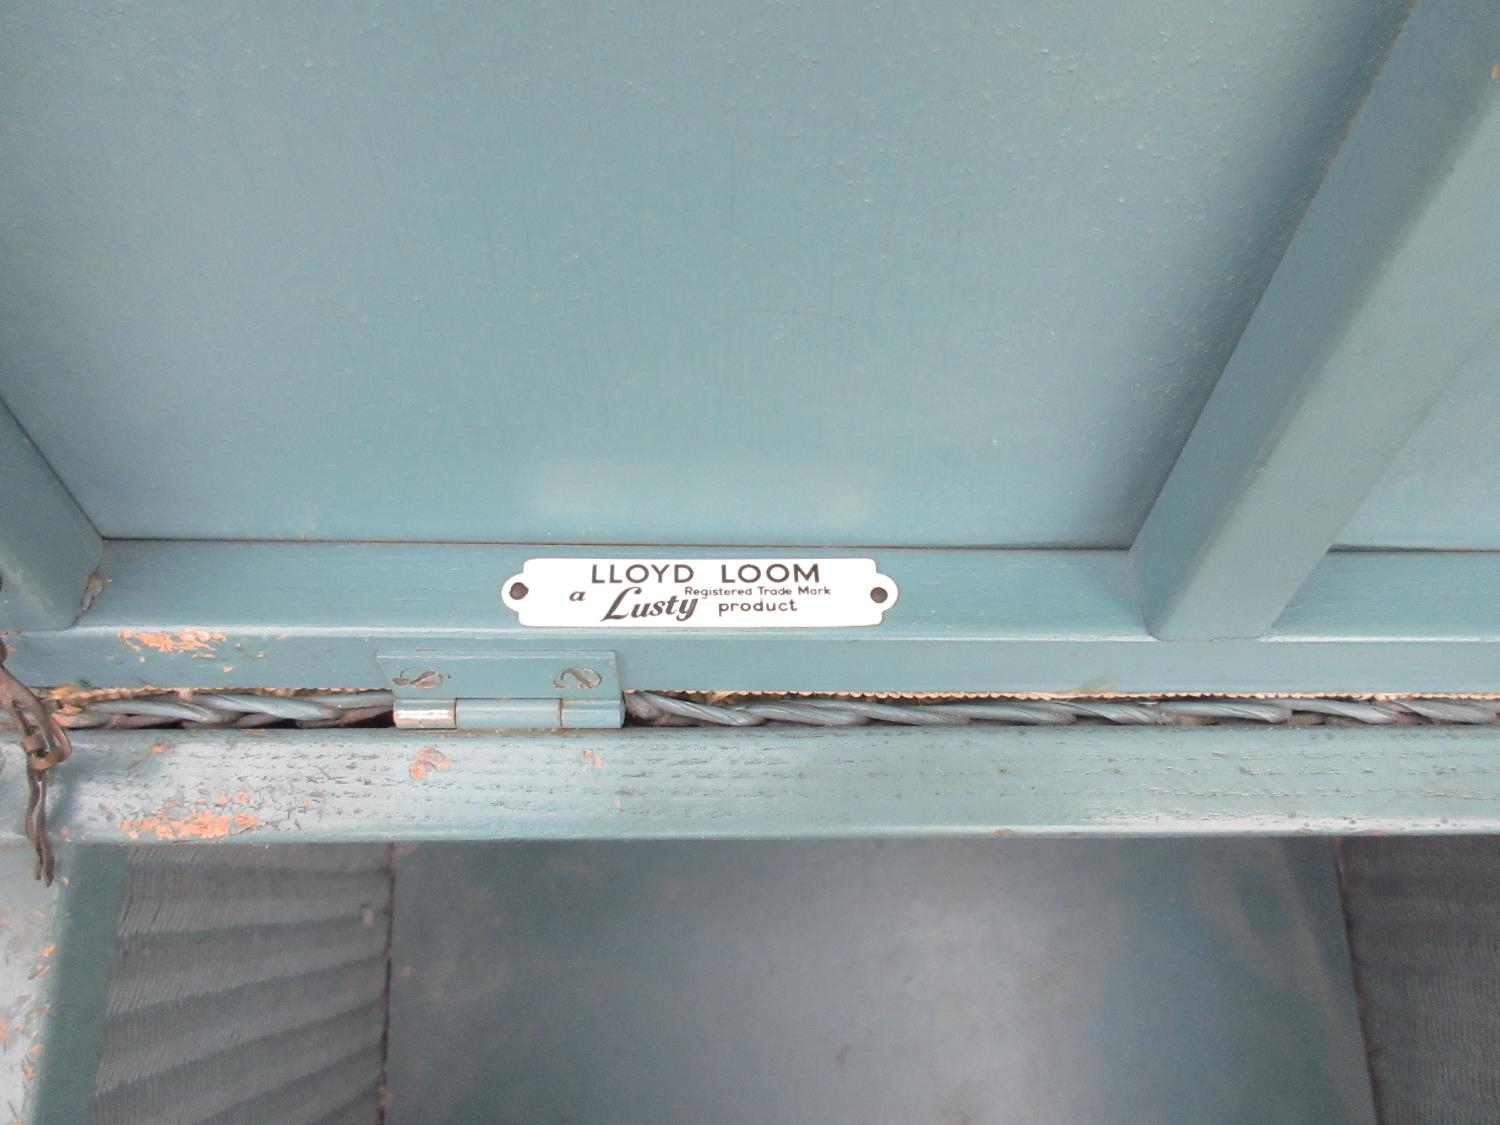 LLOYD LOOM
Registered Trade Mark
a Lusty product